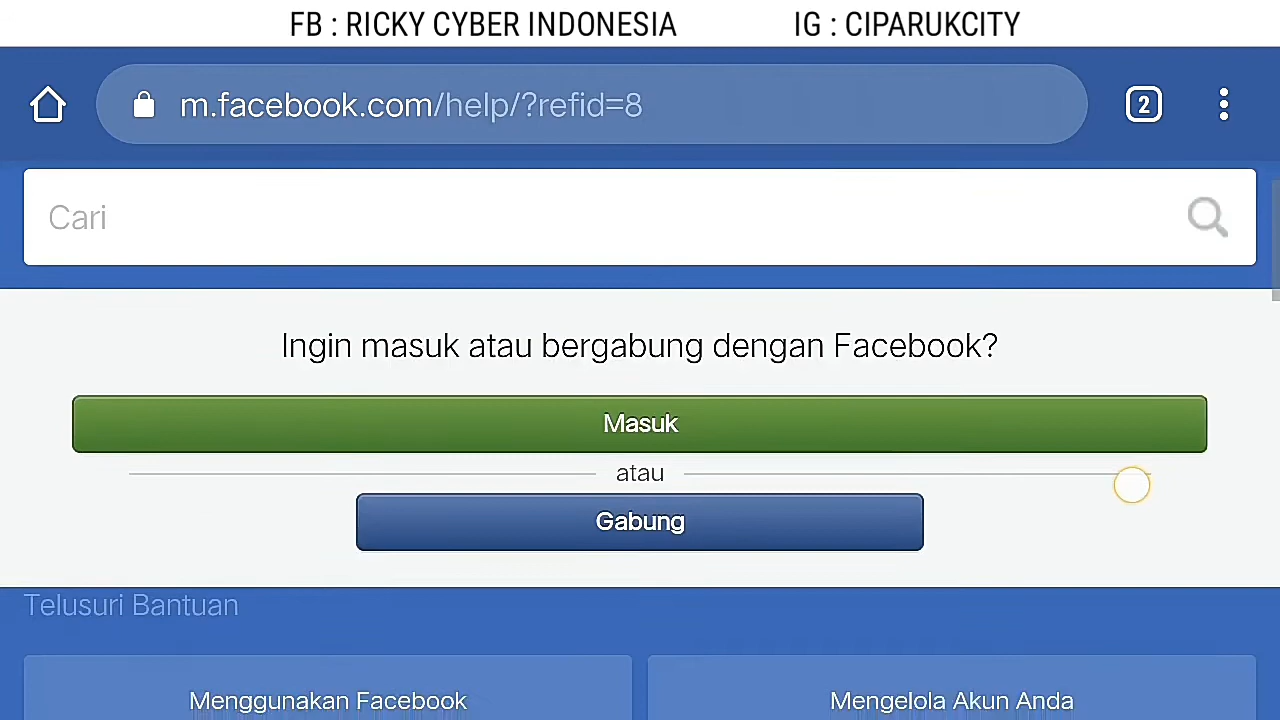 FB : RICKY CYBER INDONESIA IG : CIPARUKCITY
m.facebook.com/help/?refid=8 2
Cari
Ingin masuk atau bergabung dengan Facebook?
Masuk
atau
Gabung
Telusuri Bantuan
Menggunakan Facebook Mengelola Akun Anda